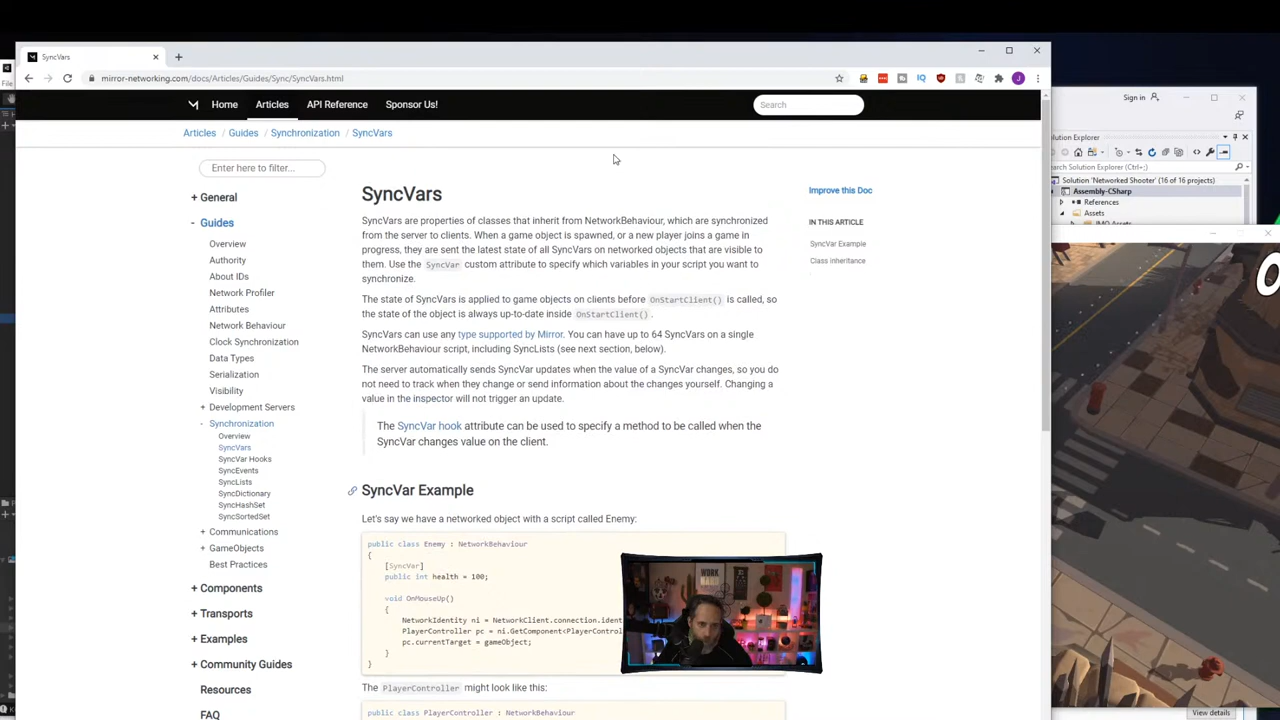 SyncVars
mirror-networking.com/docs/Articles/Guides/Sync/SyncVars.html
Home Articles API Reference Sponsor Us!
Search
Articles / Guides / Synchronization / SyncVars
Enter here to filter...
+ General
- Guides
Overview
Authority
About IDs
Network Profiler
Attributes
Network Behaviour
Clock Synchronization
Data Types
Serialization
Visibility
+ Development Servers
- Synchronization
Overview
SyncVars
SyncVar Hooks
SyncEvents
SyncLists
SyncDictionary
SyncHashSet
SyncSortedSet
+ Communications
+ GameObjects
Best Practices
+ Components
+ Transports
+ Examples
+ Community Guides
Resources
FAQ
SyncVars
SyncVars are properties of classes that inherit from NetworkBehaviour, which are synchronized
from the server to clients. When a game object is spawned, or a new player joins a game in
progress, they are sent the latest state of all SyncVars on networked objects that are visible to
them. Use the SyncVar custom attribute to specify which variables in your script you want to
synchronize.
The state of SyncVars is applied to game objects on clients before OnStartClient() is called, so
the state of the object is always up-to-date inside OnStartClient().
SyncVars can use any type supported by Mirror. You can have up to 64 SyncVars on a single
NetworkBehaviour script, including SyncLists (see next section, below).
The server automatically sends SyncVar updates when the value of a SyncVar changes, so you
do not need to track when they change or send information about the changes yourself. Changing a
value in the inspector will not trigger an update.
The SyncVar hook attribute can be used to specify a method to be called when the
SyncVar changes value on the client.
SyncVar Example
Let's say we have a networked object with a script called Enemy:
public class Enemy : NetworkBehaviour
{
[SyncVar]
public int health = 100;
void OnMouseUp()
{
NetworkIdentity ni = NetworkClient.connection.ident
PlayerController pc = ni.GetComponent<PlayerControl
pc.currentTarget = gameObject;
}
}
The PlayerController might look like this:
public class PlayerController : NetworkBehaviour
Improve this Doc
IN THIS ARTICLE
SyncVar Example
Class inheritance
WORK
HARD
Sign in
Solution Explorer
Search Solution Explorer (Ctrl+;)
Solution 'Networked Shooter' (16 of 16 projects)
Assembly-CSharp
References
Assets
View details